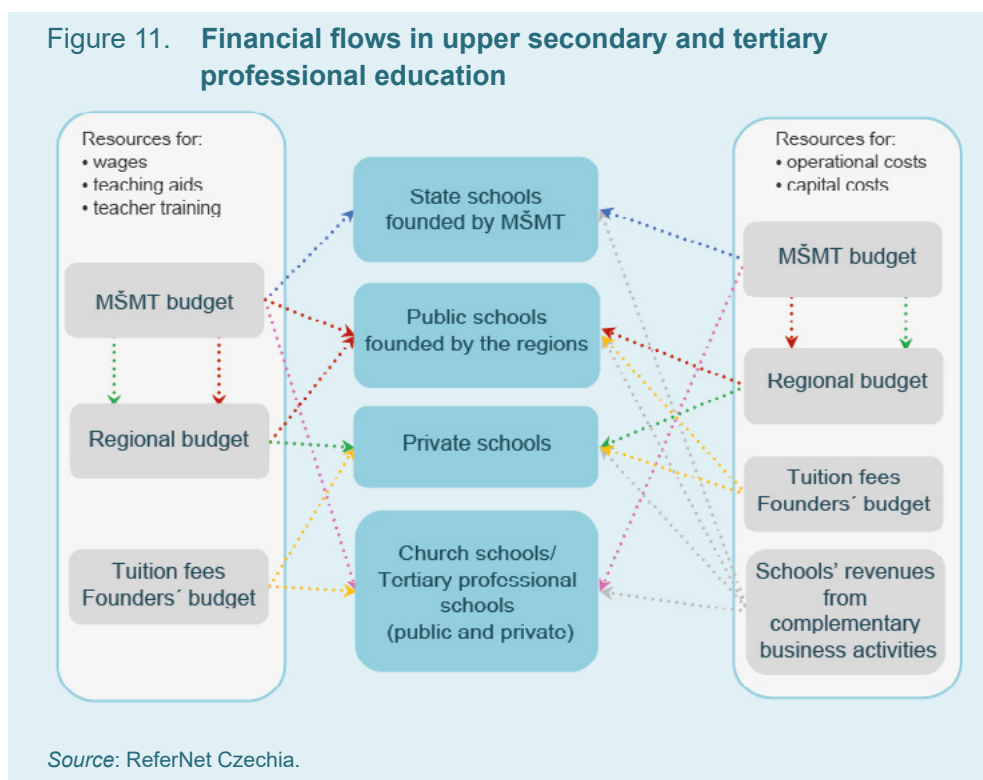 Figure 11. Financial flows in upper secondary and tertiary
professional education
Resources for:
• wages
• teaching aids
• teacher training
MŠMT budget
Regional budget
Tuition fees
Founders´ budget
State schools
founded by MŠMT
Public schools
founded by the regions
Private schools
Church schools/
Tertiary professional
schools
(public and private)
Resources for:
• operational costs
• capital costs
MŠMT budget
Regional budget
Tuition fees
Founders´ budget
Schools’ revenues
from
complementary
business activities
Source: ReferNet Czechia.